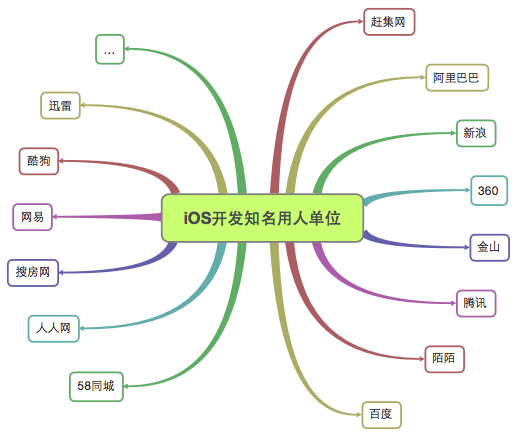 赶集网
...
阿里巴巴
迅雷
新浪
酷狗
360
网易
iOS开发知名用人单位
金山
搜房网
腾讯
人人网
陌陌
58同城
百度